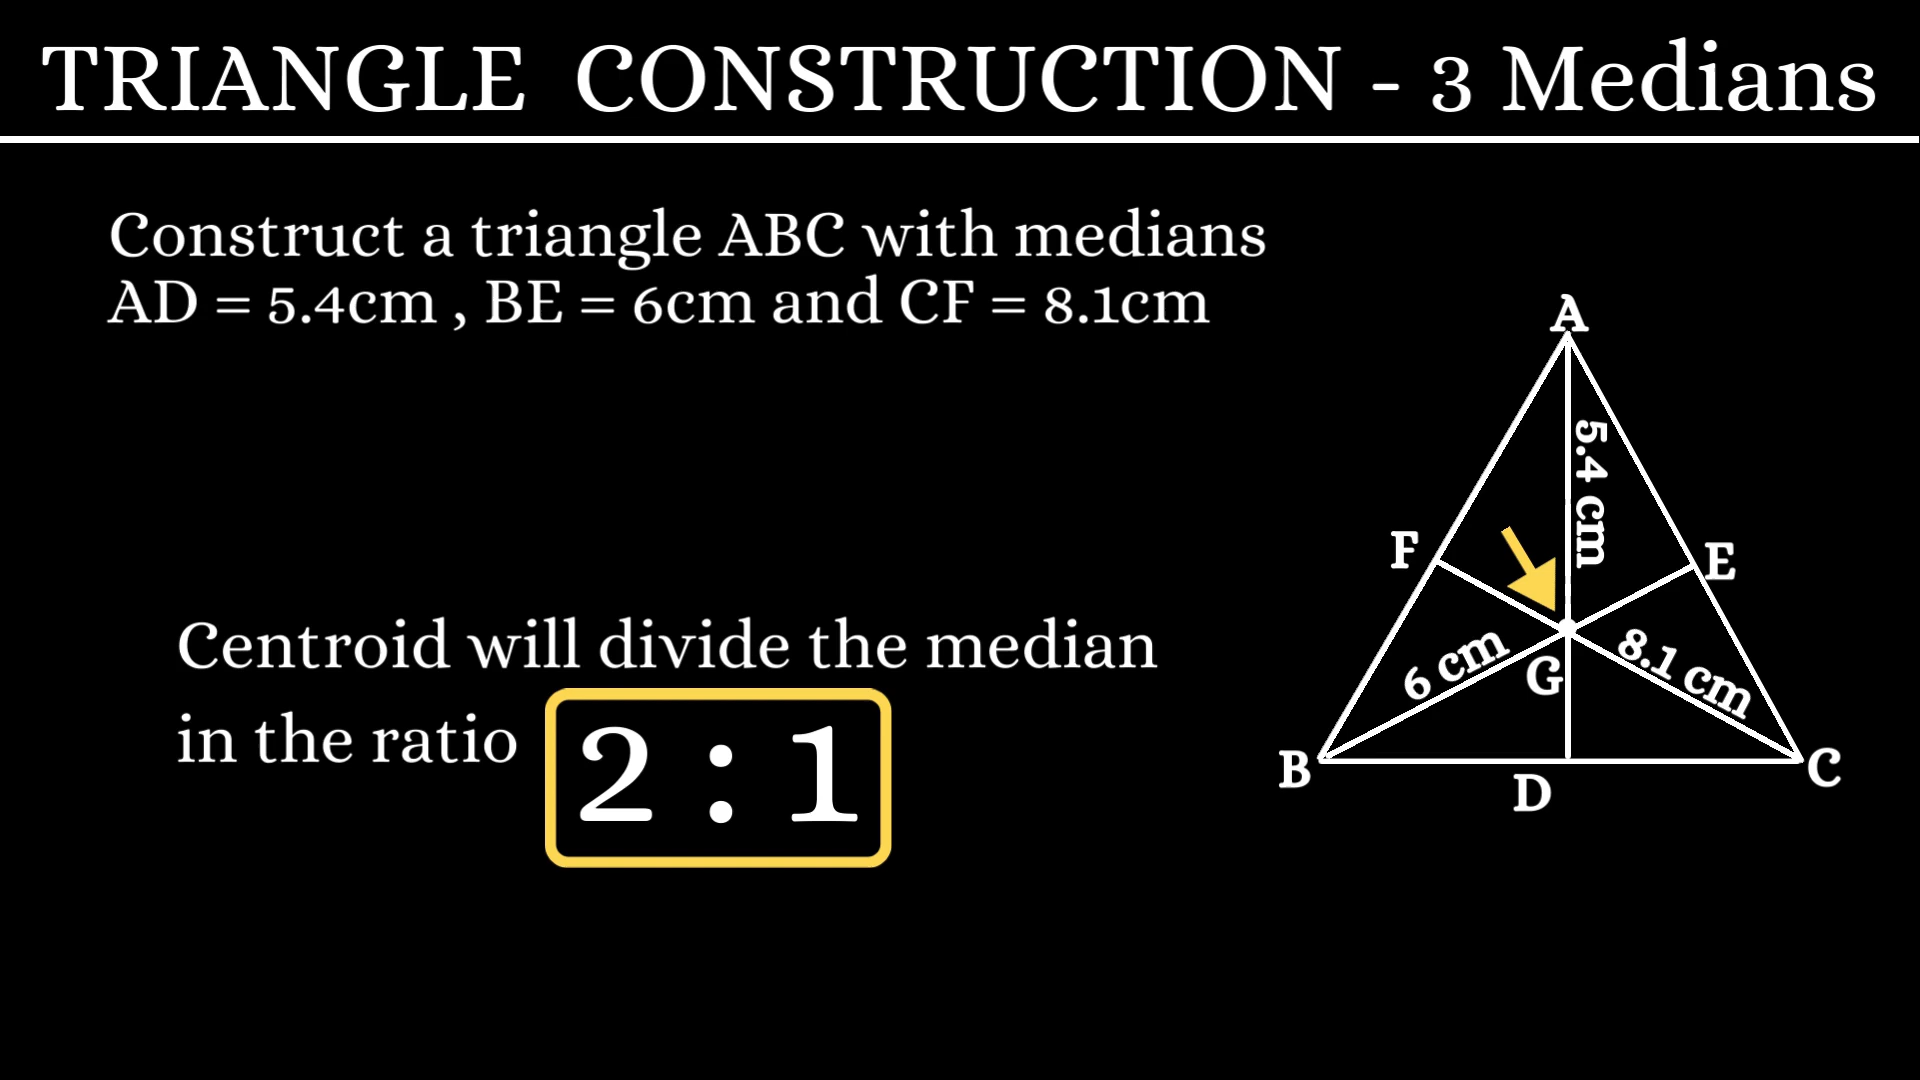 TRIANGLE CONSTRUCTION - 3 Medians
Construct a triangle ABC with medians
AD = 5.4cm , BE = 6cm and CF = 8.1cm
A
5.4 cm
F
E
Centroid will divide the median
in the ratio 2 : 1
6 cm
G
8.1 cm
B
D
C